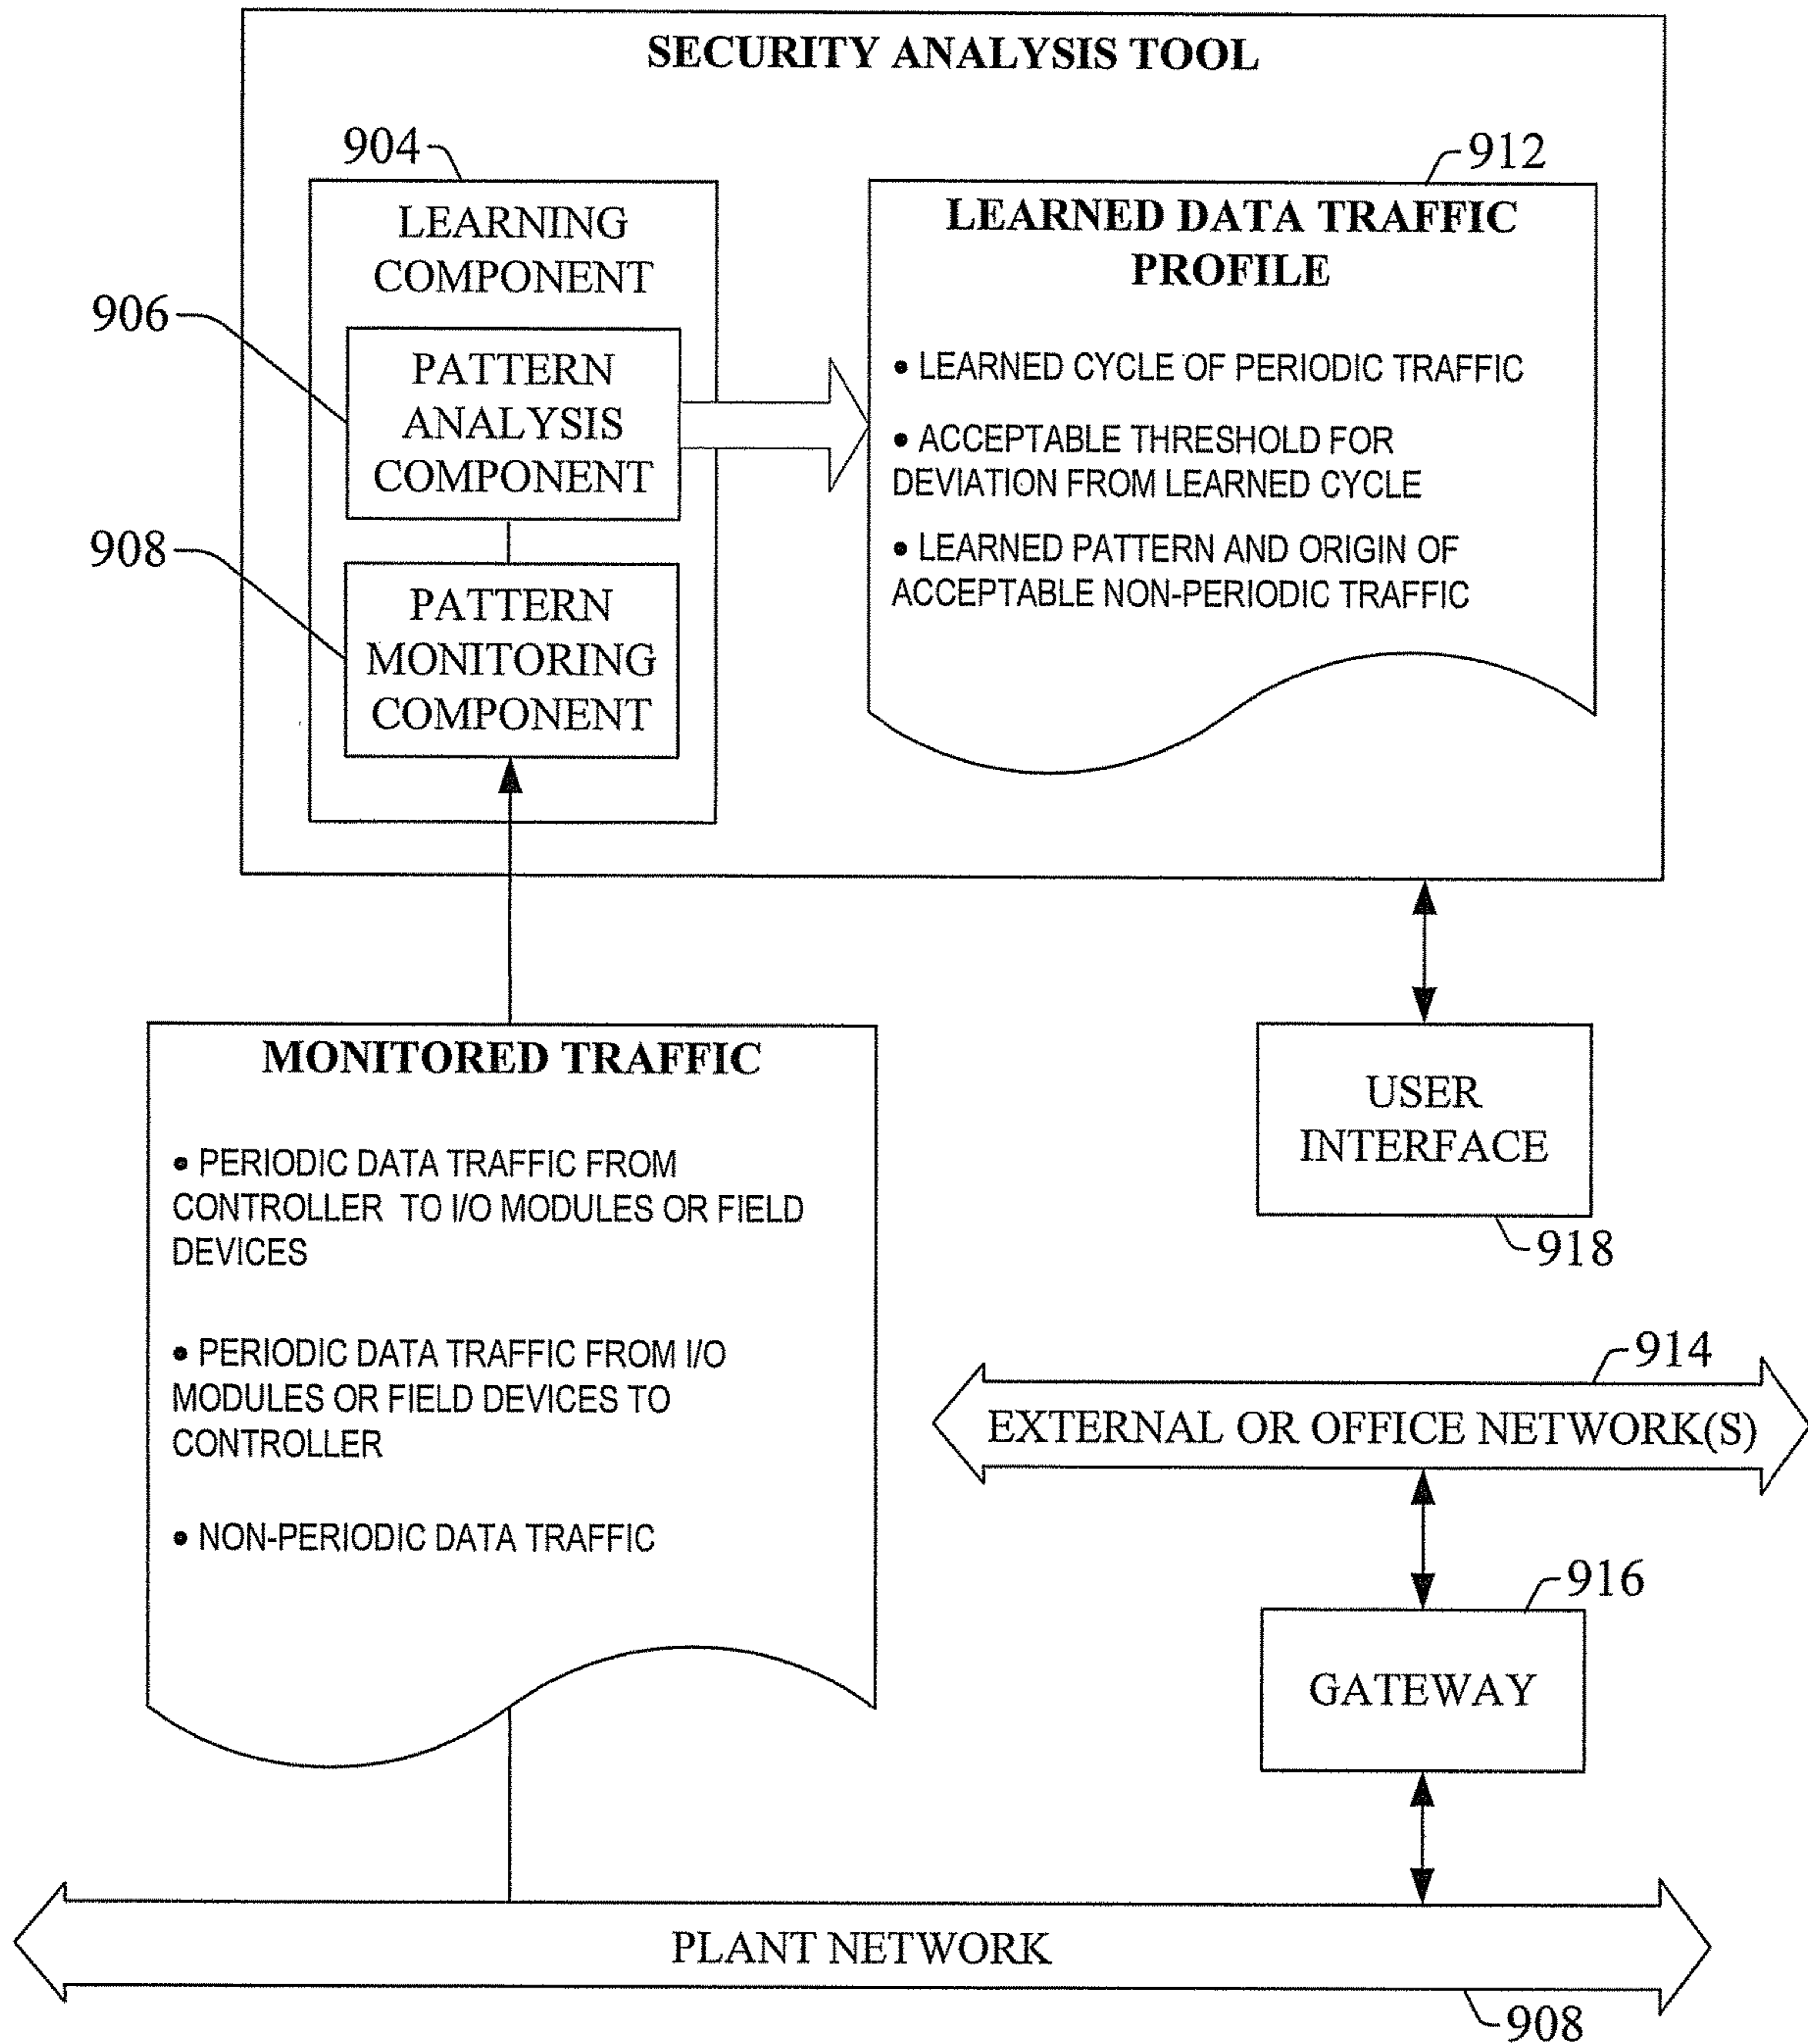 SECURITY ANALYSIS TOOL
904
LEARNING
COMPONENT
906
PATTERN
ANALYSIS
COMPONENT
908
PATTERN
MONITORING
COMPONENT
912
LEARNED DATA TRAFFIC
PROFILE
• LEARNED CYCLE OF PERIODIC TRAFFIC
• ACCEPTABLE THRESHOLD FOR
DEVIATION FROM LEARNED CYCLE
• LEARNED PATTERN AND ORIGIN OF
ACCEPTABLE NON-PERIODIC TRAFFIC
MONITORED TRAFFIC
• PERIODIC DATA TRAFFIC FROM
CONTROLLER TO I/O MODULES OR FIELD
DEVICES
• PERIODIC DATA TRAFFIC FROM I/O
MODULES OR FIELD DEVICES TO
CONTROLLER
• NON-PERIODIC DATA TRAFFIC
USER
INTERFACE
918
914
EXTERNAL OR OFFICE NETWORK(S)
916
GATEWAY
PLANT NETWORK
908